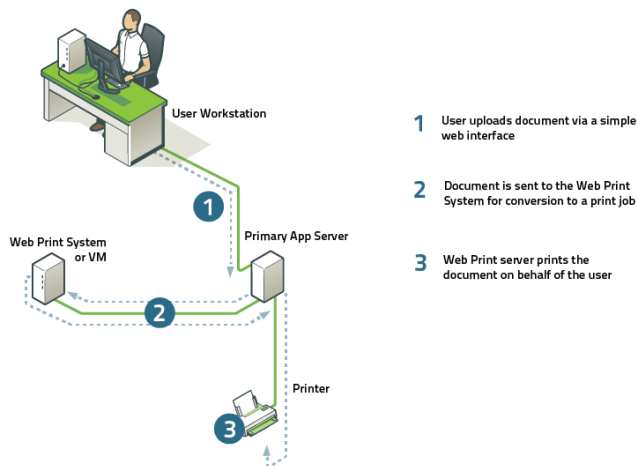 User Workstation
1
Web Print System
or VM
Primary App Server
2
Printer
3
1 User uploads document via a simple
web interface
2 Document is sent to the Web Print
System for conversion to a print job
3 Web Print server prints the
document on behalf of the user